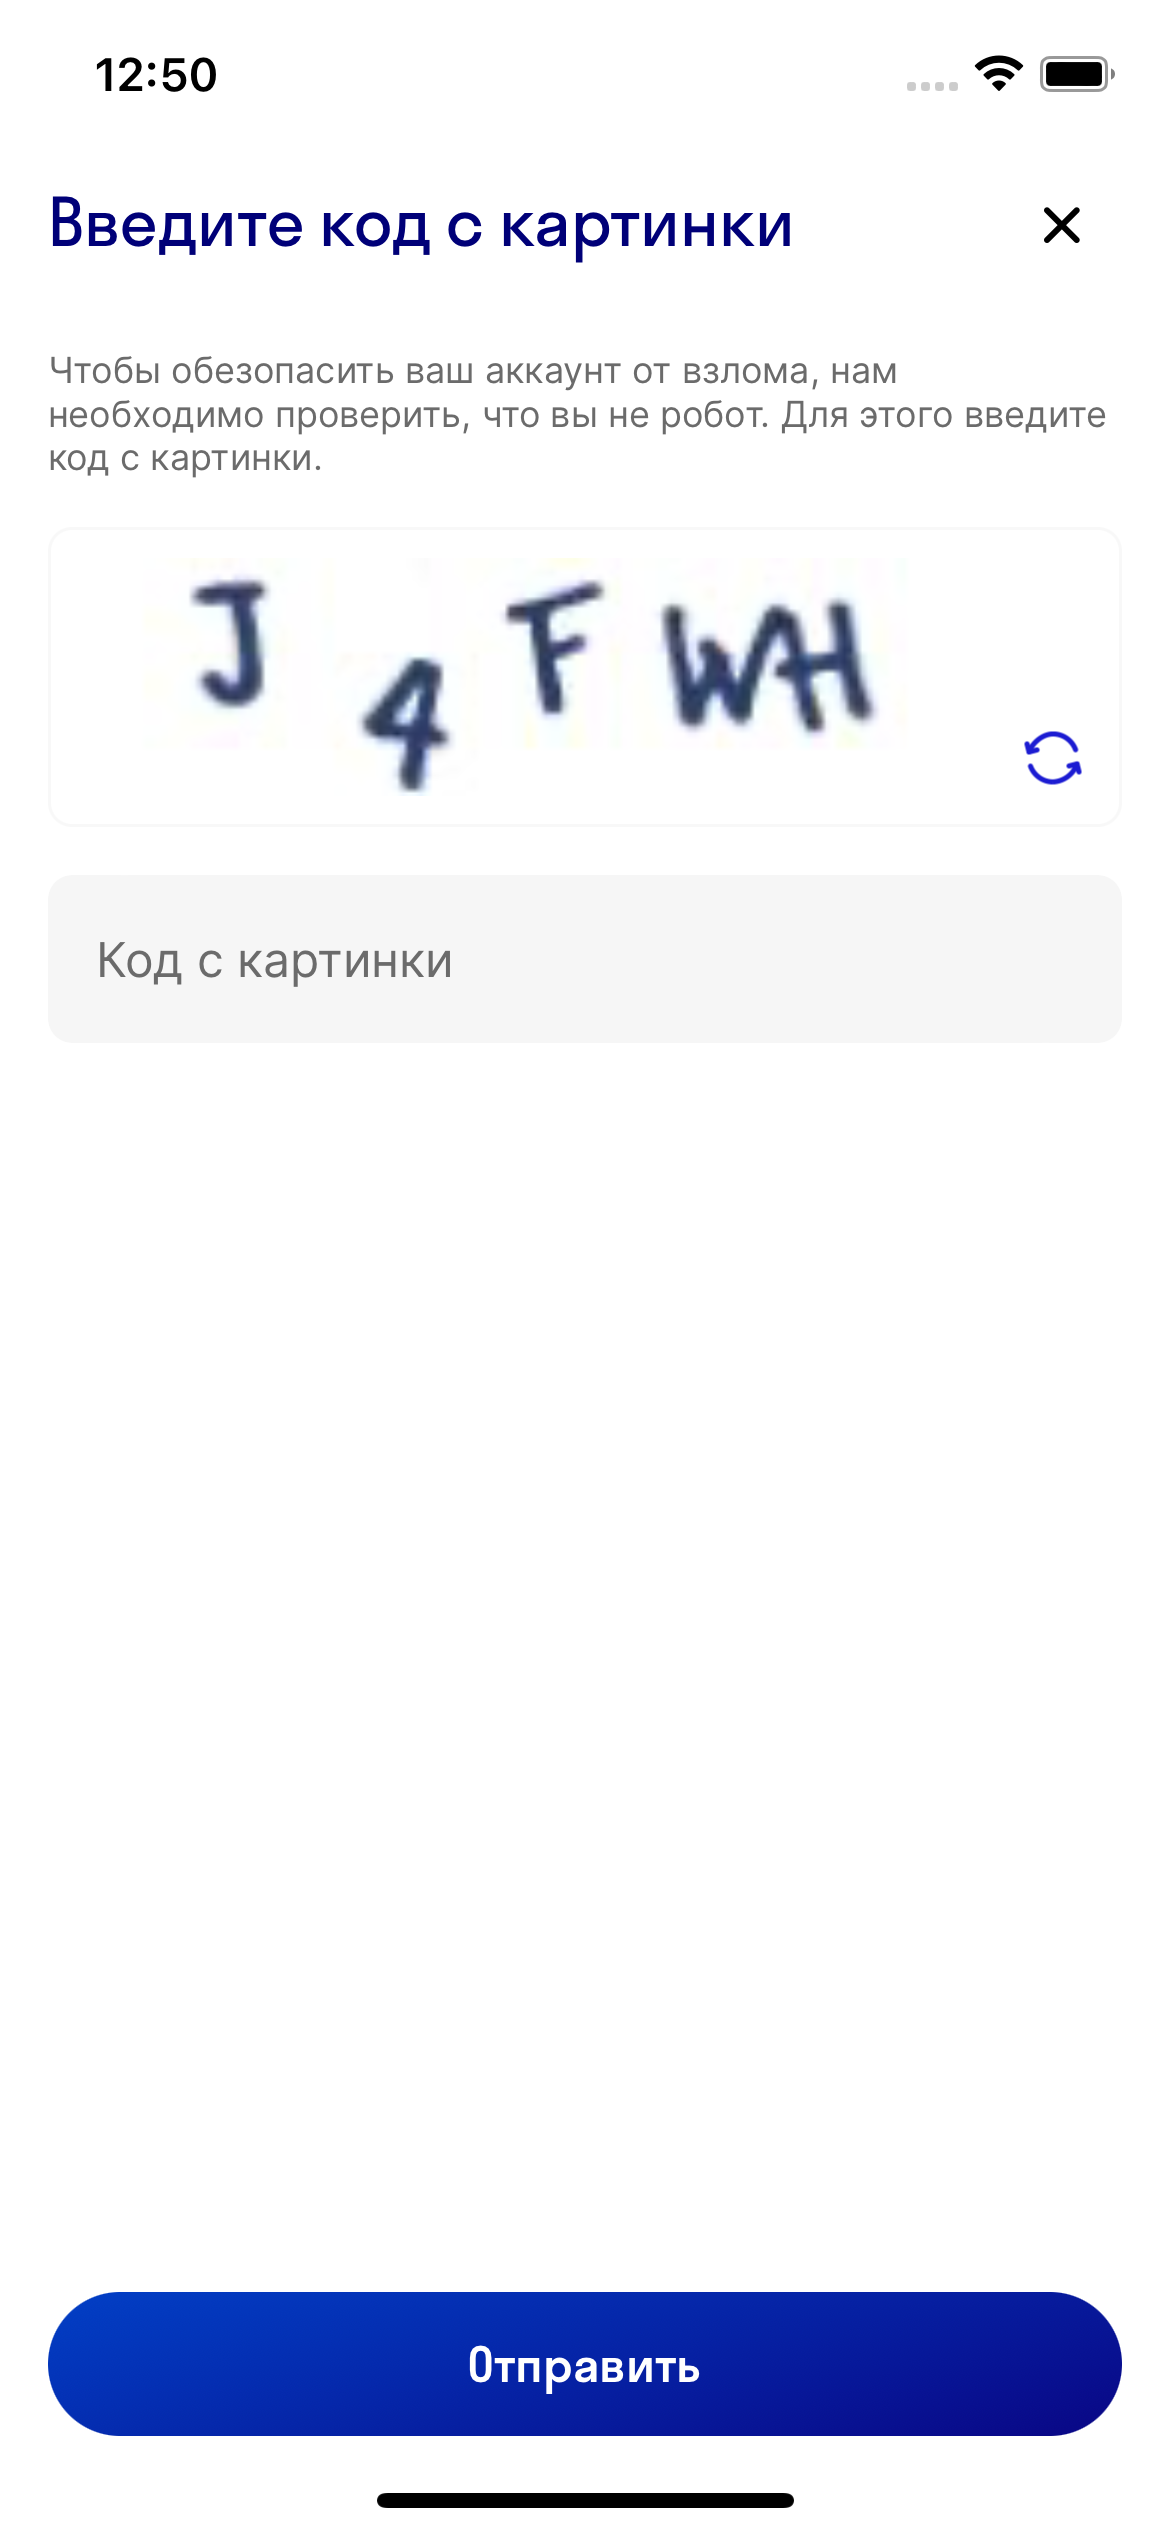 12:50
Введите код с картинки
Чтобы обезопасить ваш аккаунт от взлома, нам
необходимо проверить, что вы не робот. Для этого введите
код с картинки.
J 4 F W H
Код с картинки
Отправить